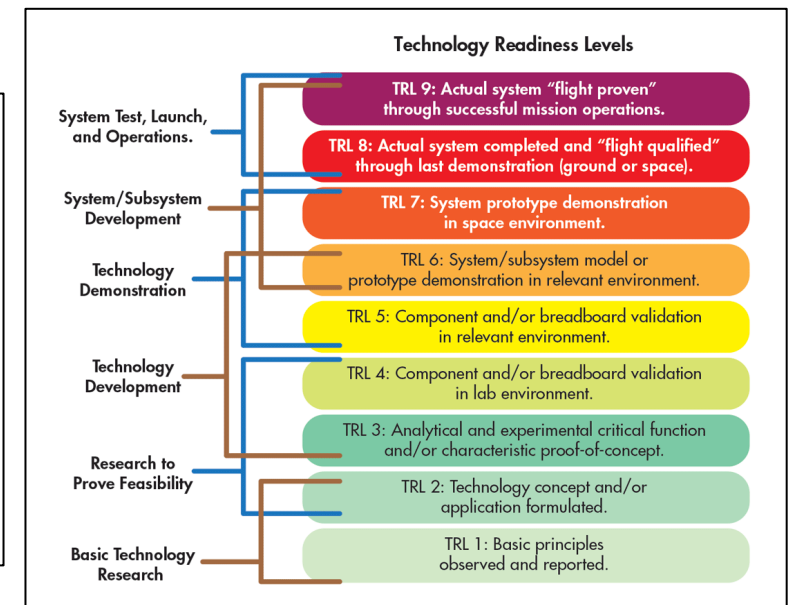 Technology Readiness Levels
System Test, Launch,
and Operations.
System/Subsystem
Development
Technology
Demonstration
Technology
Development
Research to
Prove Feasibility
Basic Technology
Research
TRL 9: Actual system “flight proven”
through successful mission operations.
TRL 8: Actual system completed and “flight qualified”
through last demonstration (ground or space).
TRL 7: System prototype demonstration
in space environment.
TRL 6: System/subsystem model or
prototype demonstration in relevant environment.
TRL 5: Component and/or breadboard validation
in relevant environment.
TRL 4: Component and/or breadboard validation
in lab environment.
TRL 3: Analytical and experimental critical function
and/or characteristic proof-of-concept.
TRL 2: Technology concept and/or
application formulated.
TRL 1: Basic principles
observed and reported.